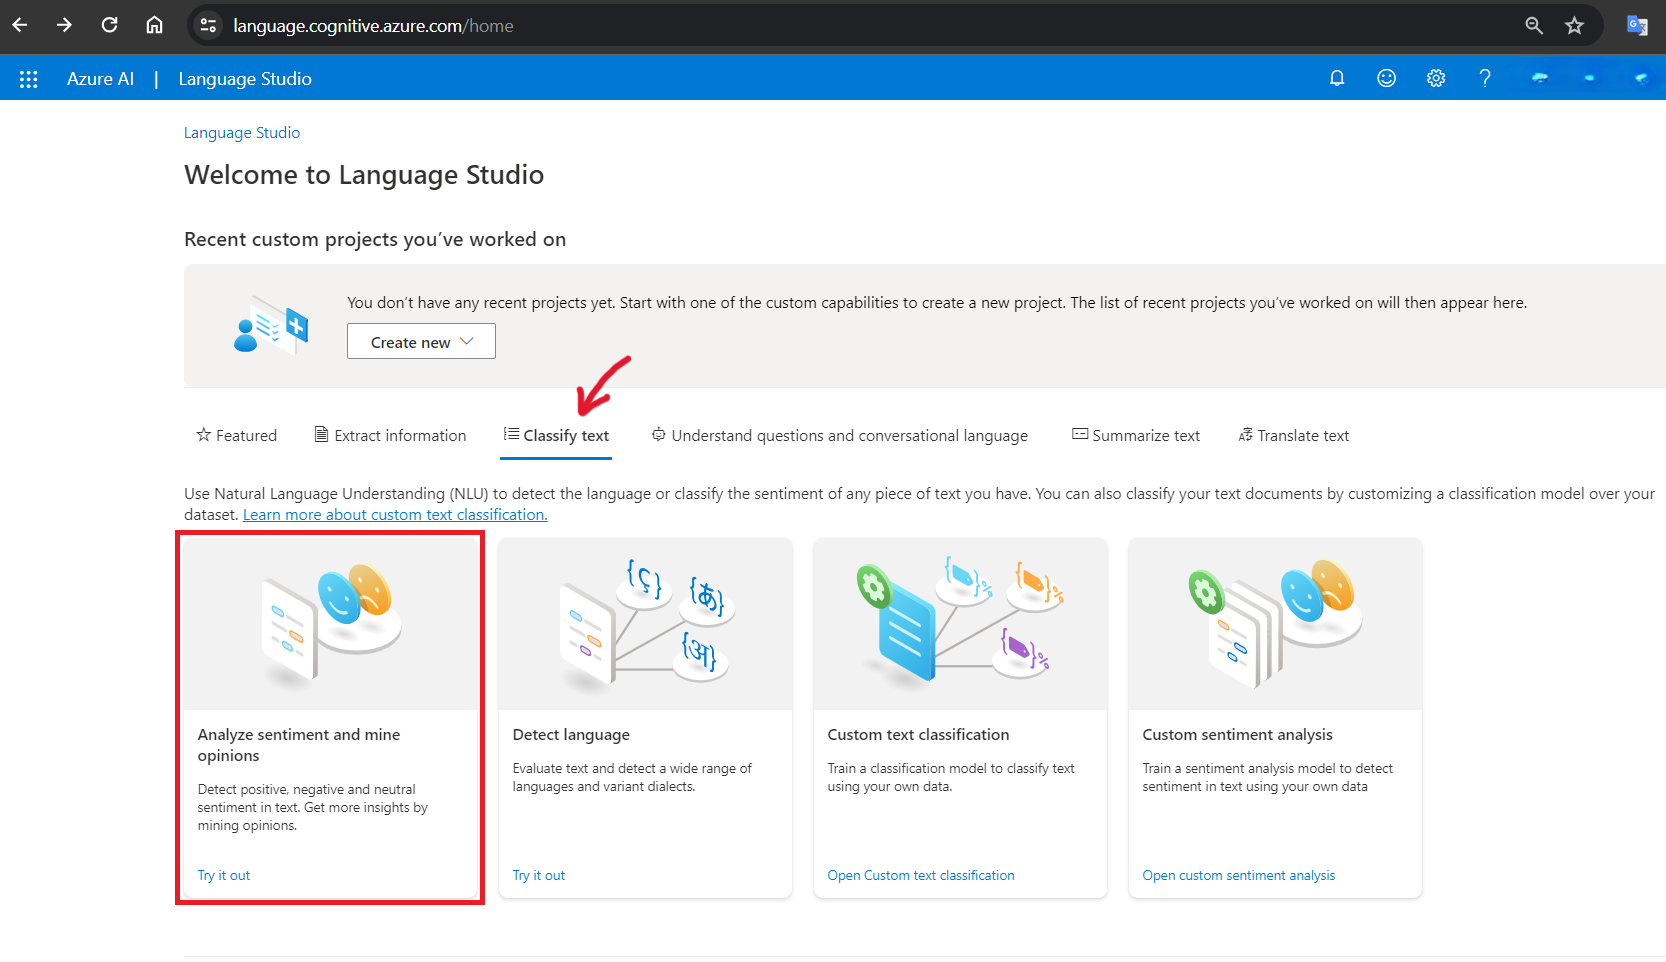 language.cognitive.azure.com/home
Azure AI | Language Studio
Language Studio
Welcome to Language Studio
Recent custom projects you’ve worked on
You don’t have any recent projects yet. Start with one of the custom capabilities to create a new project. The list of recent projects you’ve worked on will then appear here.
Create new
Featured
Extract information
Classify text
Understand questions and conversational language
Summarize text
Translate text
Use Natural Language Understanding (NLU) to detect the language or classify the sentiment of any piece of text you have. You can also classify your text documents by customizing a classification model over your
dataset. Learn more about custom text classification.
{ç}
{あ}
{अ}
Analyze sentiment and mine
opinions
Detect positive, negative and neutral
sentiment in text. Get more insights by
mining opinions.
Try it out
Detect language
Evaluate text and detect a wide range of
languages and variant dialects.
Try it out
Custom text classification
Train a classification model to classify text
using your own data.
Open Custom text classification
Custom sentiment analysis
Train a sentiment analysis model to detect
sentiment in text using your own data
Open custom sentiment analysis